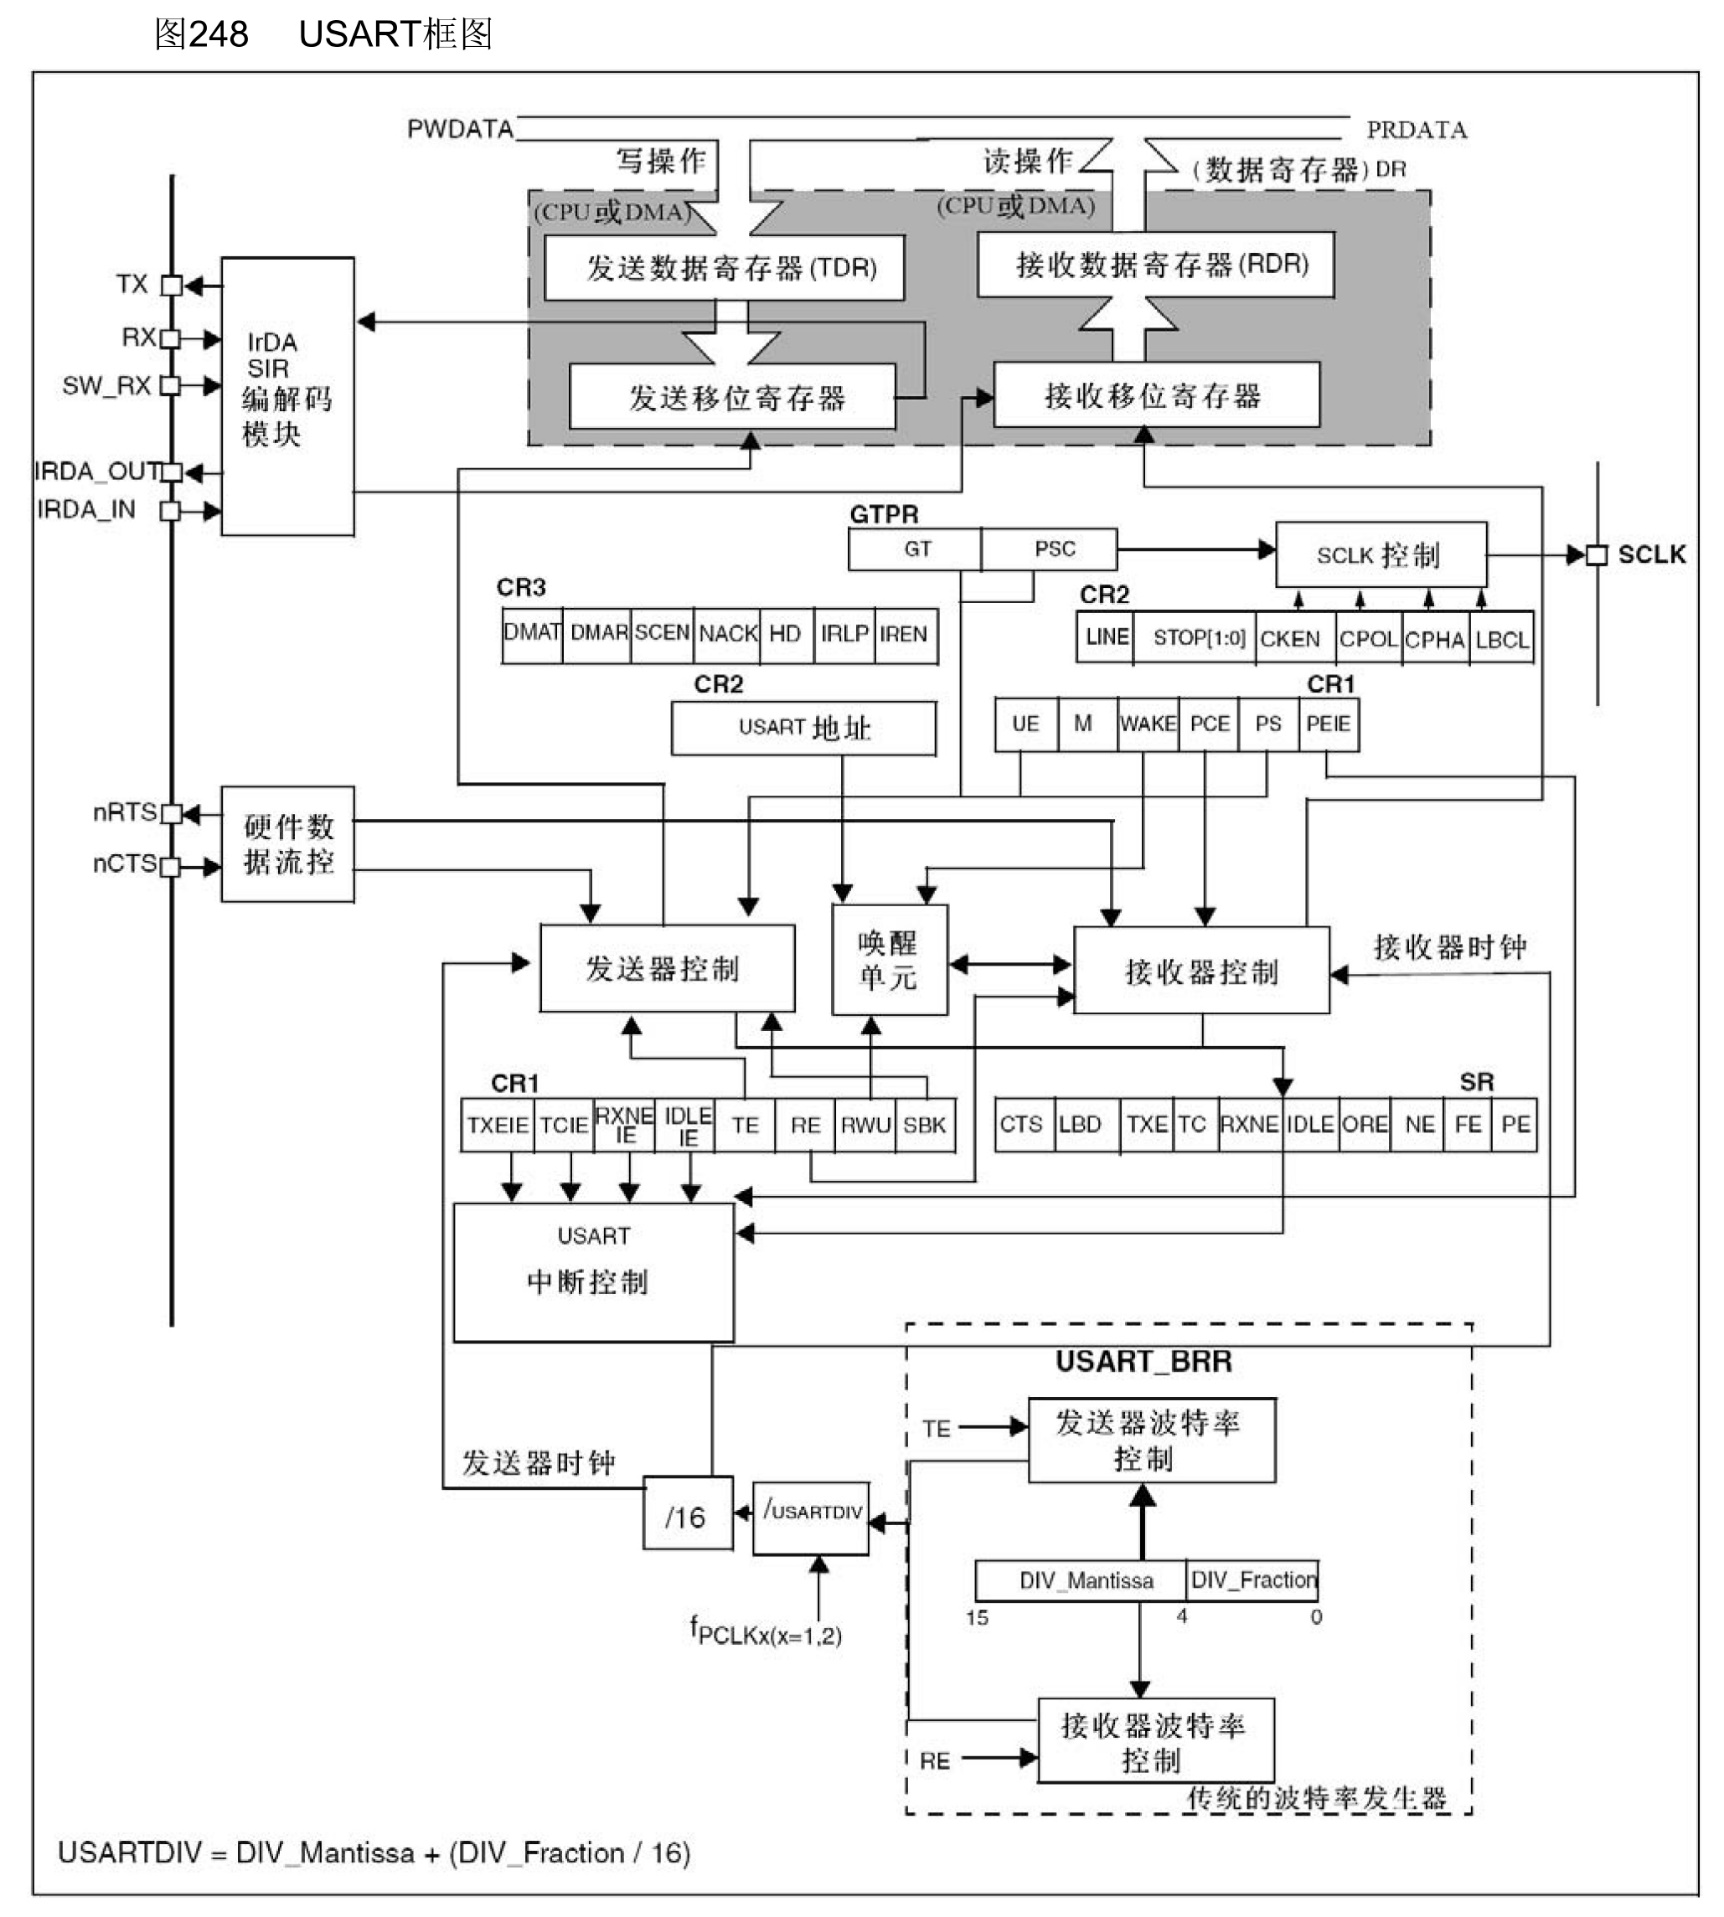 图248 USART框图
PWDATA
PRDATA
写操作
读操作
(数据寄存器)DR
(CPU或DMA)
(CPU或DMA)
发送数据寄存器(TDR)
接收数据寄存器(RDR)
TX
RX
SW_RX
IRDA_OUT
IRDA_IN
IrDA
SIR
编解码
模块
发送移位寄存器
接收移位寄存器
GTPR
GT
PSC
SCLK 控制
SCLK
CR3
DMAT
DMAR
SCEN
NACK
HD
IRLP
IREN
CR2
LINE
STOP[1:0]
CKEN
CPOL
CPHA
LBCL
CR2
USART 地址
CR1
UE
M
WAKE
PCE
PS
PEIE
nRTS
nCTS
硬件数
据流控
发送器控制
唤醒
单元
接收器控制
接收器时钟
CR1
TXEIE
TCIE
RXNE
IE
IDLE
IE
TE
RE
RWU
SBK
SR
CTS
LBD
TXE
TC
RXNE
IDLE
ORE
NE
FE
PE
USART
中断控制
USART_BRR
TE
发送器波特率
控制
发送器时钟
/16
/USARTDIV
fPCLKx(x=1,2)
DIV_Mantissa
DIV_Fraction
15
4
0
RE
接收器波特率
控制
传统的波特率发生器
USARTDIV = DIV_Mantissa + (DIV_Fraction / 16)